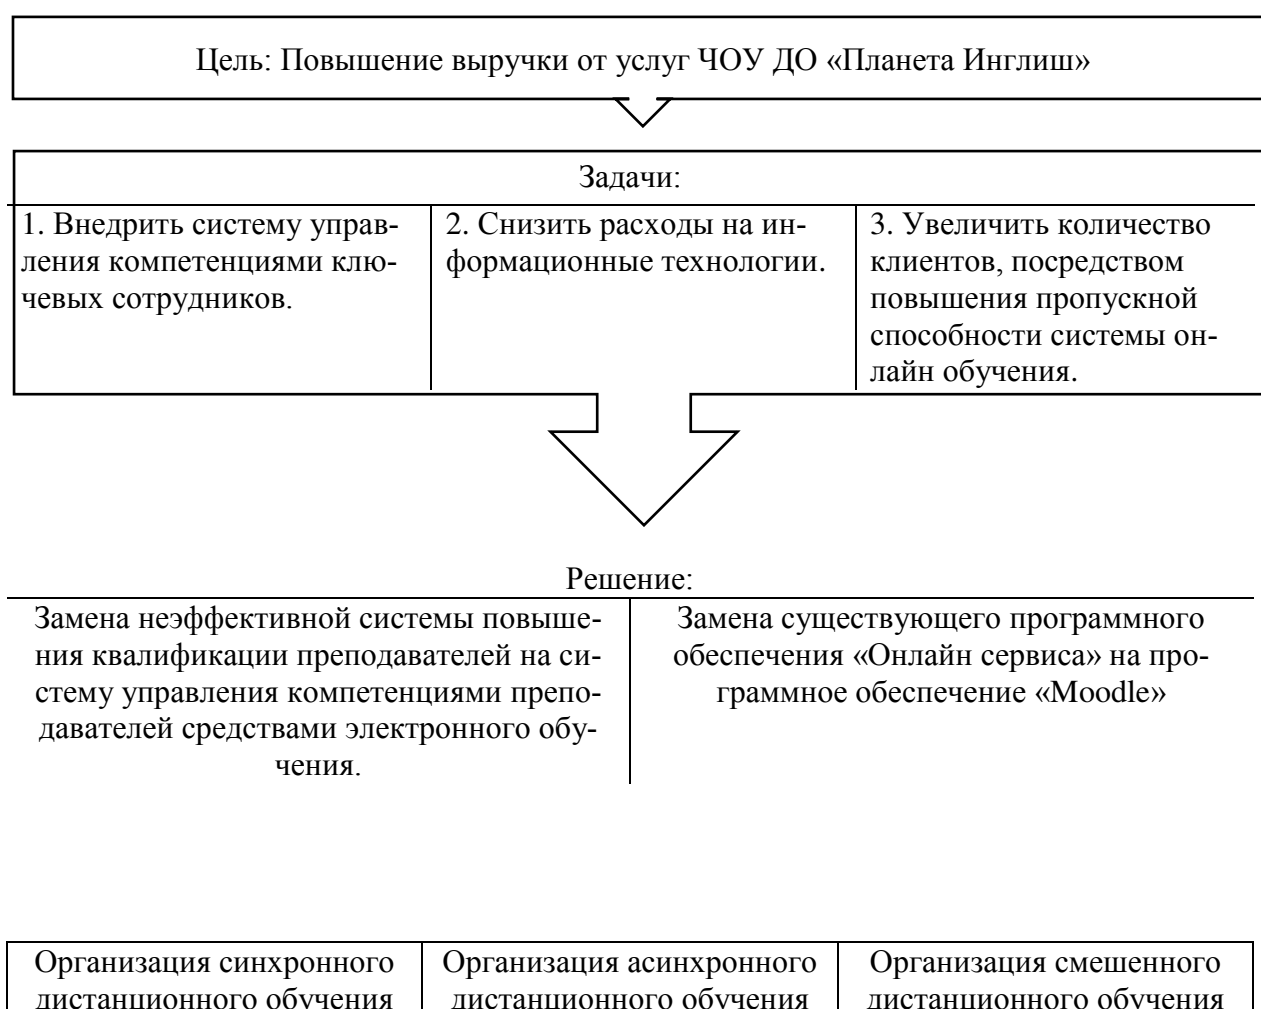 Цель: Повышение выручки от услуг ЧОУ ДО «Планета Инглиш»
Задачи:
1. Внедрить систему управ-
ления компетенциями клю-
чевых сотрудников.
2. Снизить расходы на ин-
формационные технологии.
3. Увеличить количество
клиентов, посредством
повышения пропускной
способности системы он-
лайн обучения.
Решение:
Замена неэффективной системы повыше-
ния квалификации преподавателей на си-
стему управления компетенциями препо-
давателей средствами электронного обу-
чения.
Замена существующего программного
обеспечения «Онлайн сервиса» на про-
граммное обеспечение «Moodle»
Организация синхронного
дистанционного обучения
Организация асинхронного
дистанционного обучения
Организация смешенного
дистанционного обучения